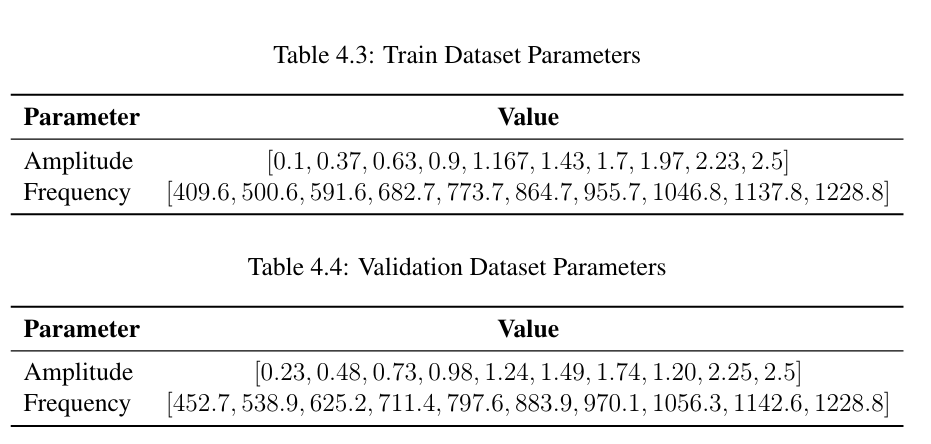 Table 4.3: Train Dataset Parameters
Parameter Value
Amplitude [0.1, 0.37, 0.63, 0.9, 1.167, 1.43, 1.7, 1.97, 2.23, 2.5]
Frequency [409.6, 500.6, 591.6, 682.7, 773.7, 864.7, 955.7, 1046.8, 1137.8, 1228.8]
Table 4.4: Validation Dataset Parameters
Parameter Value
Amplitude [0.23, 0.48, 0.73, 0.98, 1.24, 1.49, 1.74, 1.20, 2.25, 2.5]
Frequency [452.7, 538.9, 625.2, 711.4, 797.6, 883.9, 970.1, 1056.3, 1142.6, 1228.8]